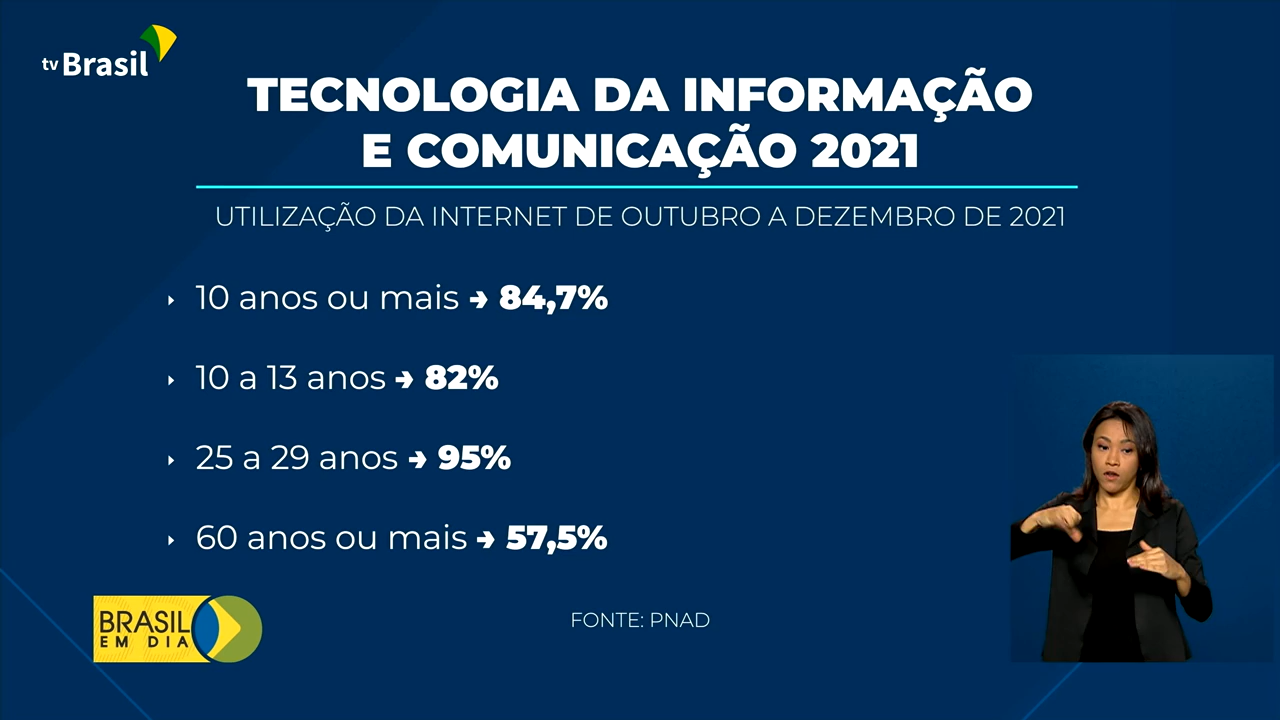 tv Brasil
TECNOLOGIA DA INFORMAÇÃO
E COMUNICAÇÃO 2021
UTILIZAÇÃO DA INTERNET DE OUTUBRO A DEZEMBRO DE 2021
10 anos ou mais → 84,7%
10 a 13 anos → 82%
25 a 29 anos → 95%
60 anos ou mais → 57,5%
BRASIL
EM DIA
FONTE: PNAD